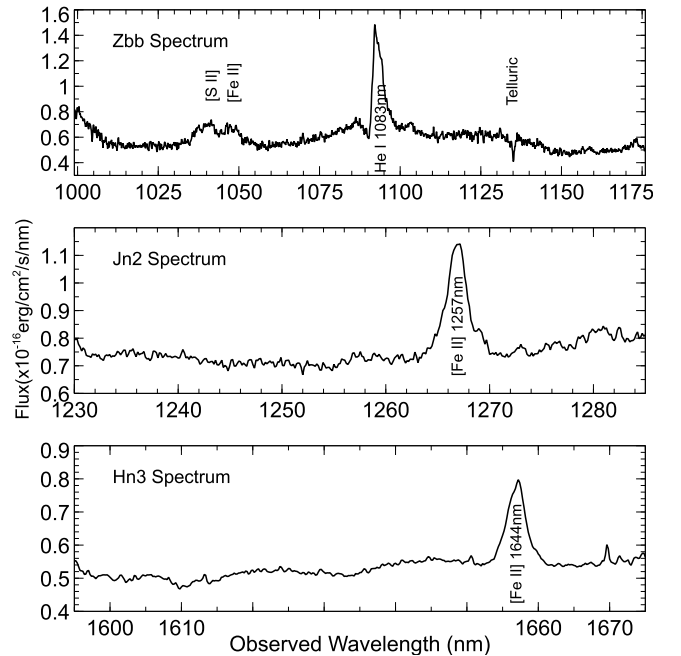 1.6
1.4
1.2
1
0.8
0.6
0.4
Zbb Spectrum
[S II]
[Fe II]
He I 1083nm
Telluric
1000 1025 1050 1075 1100 1125 1150 1175
Flux(x10-16erg/cm2/s/nm)
1.1
1
0.9
0.8
0.7
0.6
Jn2 Spectrum
[Fe II] 1257nm
1230 1240 1250 1260 1270 1280
0.9
0.8
0.7
0.6
0.5
0.4
Hn3 Spectrum
[Fe II] 1644nm
1600 1610 1660 1670
Observed Wavelength (nm)